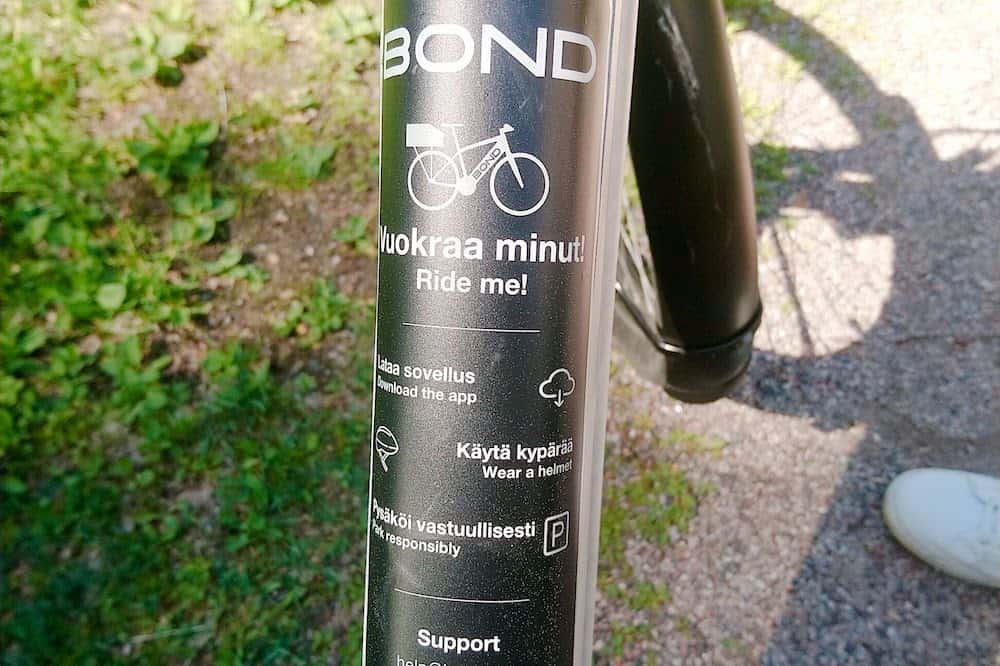 BOND
BOND
Vuokraa minut!
Ride me!
Lataa sovellus
Download the app
Käytä kypärää
Wear a helmet
Pysäköi vastuullisesti
Park responsibly
P
Support